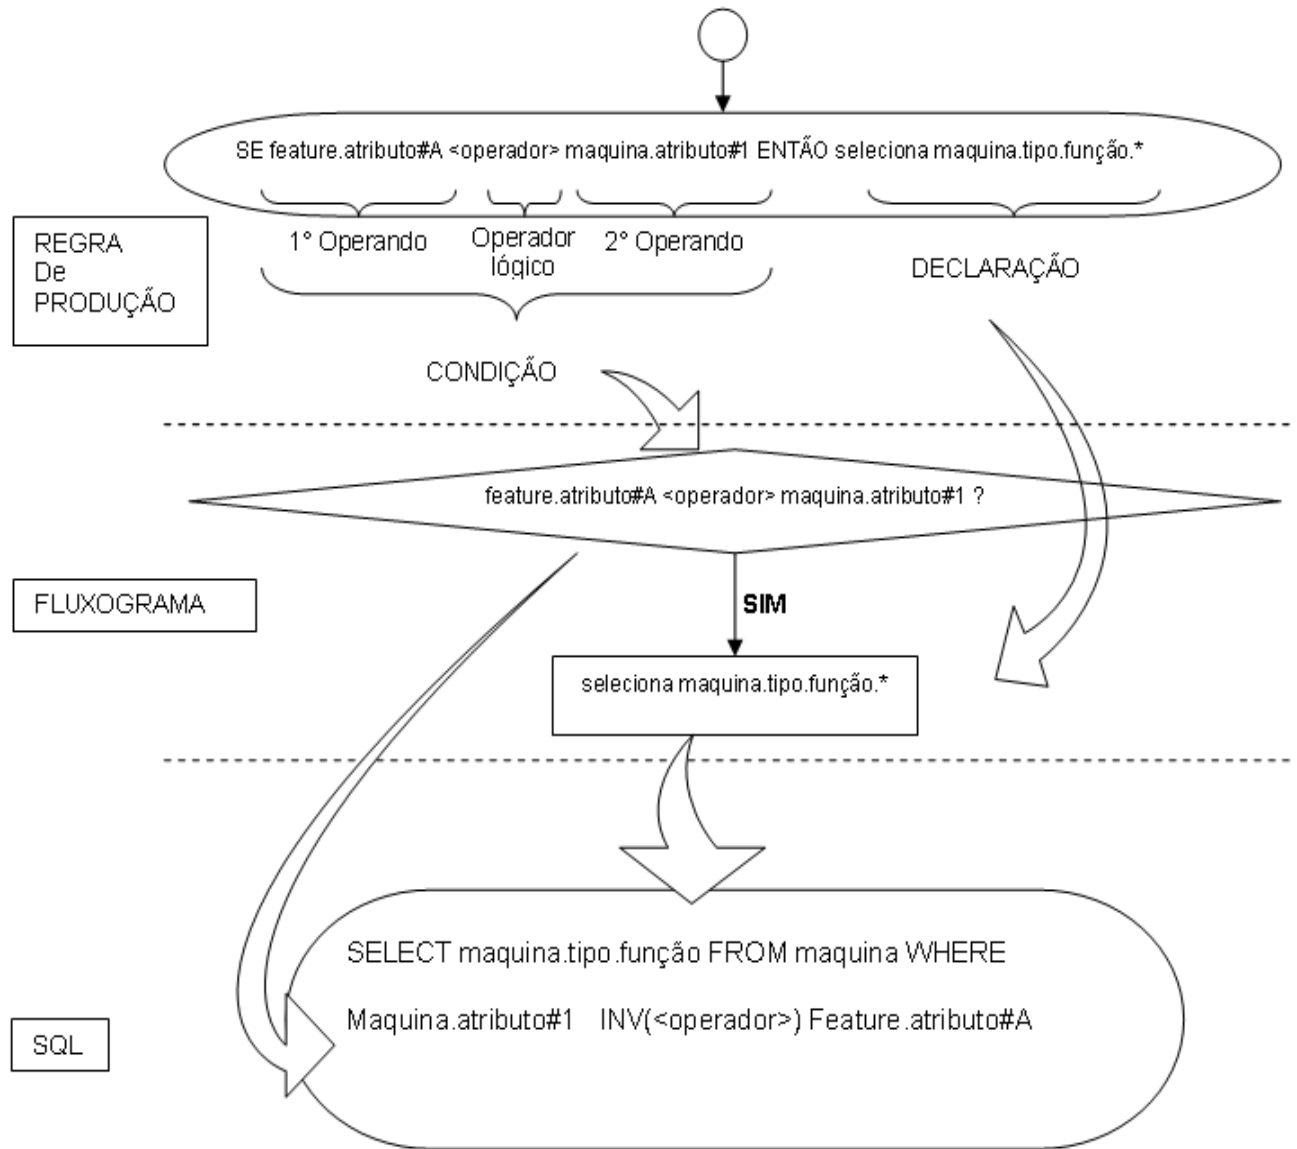 SE feature.atributo#A <operador> maquina.atributo#1 ENTÃO seleciona maquina.tipo.função.*
REGRA
De
PRODUÇÃO
1° Operando
Operador
lógico
2° Operando
DECLARAÇÃO
CONDIÇÃO
feature.atributo#A <operador> maquina.atributo#1 ?
FLUXOGRAMA
SIM
seleciona maquina.tipo.função.*
SELECT maquina.tipo.função FROM maquina WHERE
Maquina.atributo#1 INV(<operador>) Feature.atributo#A
SQL